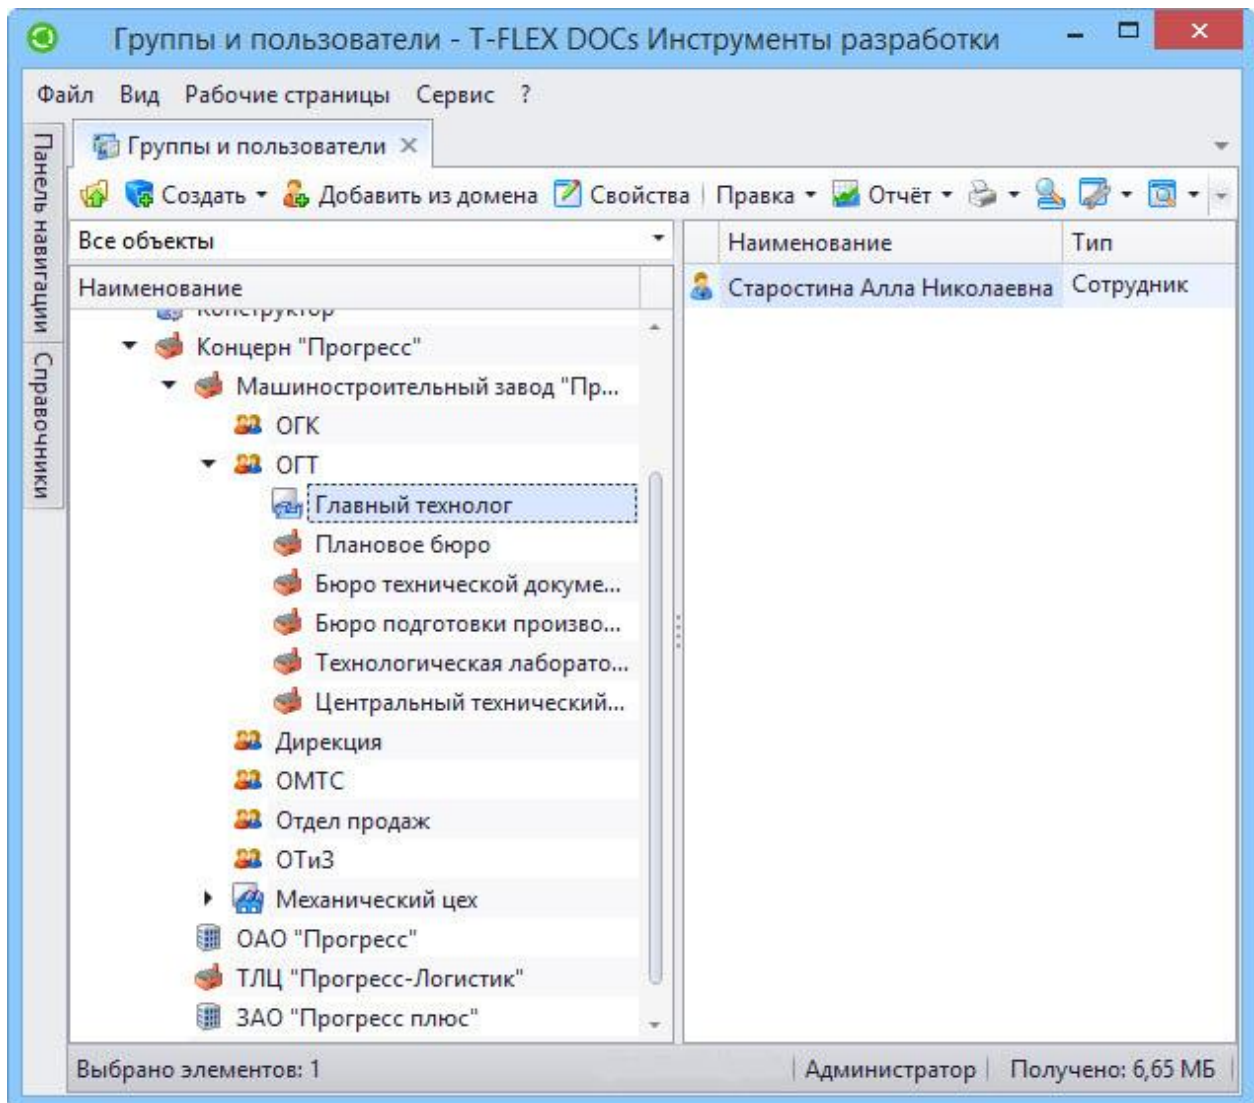 Группы и пользователи - T-FLEX DOCs Инструменты разработки
Файл Вид Рабочие страницы Сервис ?
Панель навигации
Справочники
Группы и пользователи
Создать Добавить из домена Свойства Правка Отчёт
Все объекты
Наименование
Конструктор
Концерн "Прогресс"
Машиностроительный завод "Пр...
ОГК
ОГТ
Главный технолог
Плановое бюро
Бюро технической докуме...
Бюро подготовки произво...
Технологическая лаборато...
Центральный технический...
Дирекция
ОМТС
Отдел продаж
ОТиЗ
Механический цех
ОАО "Прогресс"
ТЛЦ "Прогресс-Логистик"
ЗАО "Прогресс плюс"
Наименование Тип
Старостина Алла Николаевна Сотрудник
Выбрано элементов: 1 Администратор Получено: 6,65 МБ